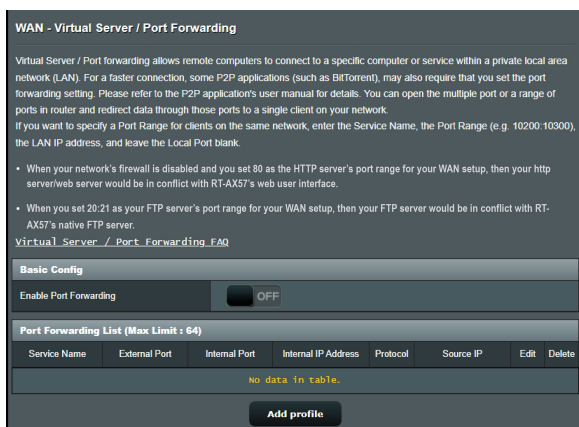 WAN - Virtual Server / Port Forwarding
Virtual Server / Port forwarding allows remote computers to connect to a specific computer or service within a private local area
network (LAN). For a faster connection, some P2P applications (such as BitTorrent), may also require that you set the port
forwarding setting. Please refer to the P2P application's user manual for details. You can open the multiple port or a range of
ports in router and redirect data through those ports to a single client on your network.
If you want to specify a Port Range for clients on the same network, enter the Service Name, the Port Range (e.g. 10200:10300),
the LAN IP address, and leave the Local Port blank.
• When your network's firewall is disabled and you set 80 as the HTTP server's port range for your WAN setup, then your http
server/web server would be in conflict with RT-AX57's web user interface.
• When you set 20:21 as your FTP server's port range for your WAN setup, then your FTP server would be in conflict with RT-
AX57's native FTP server.
Virtual Server / Port Forwarding FAQ
Basic Config
Enable Port Forwarding OFF
Port Forwarding List (Max Limit : 64)
Service Name External Port Internal Port Internal IP Address Protocol Source IP Edit Delete
No data in table.
Add profile